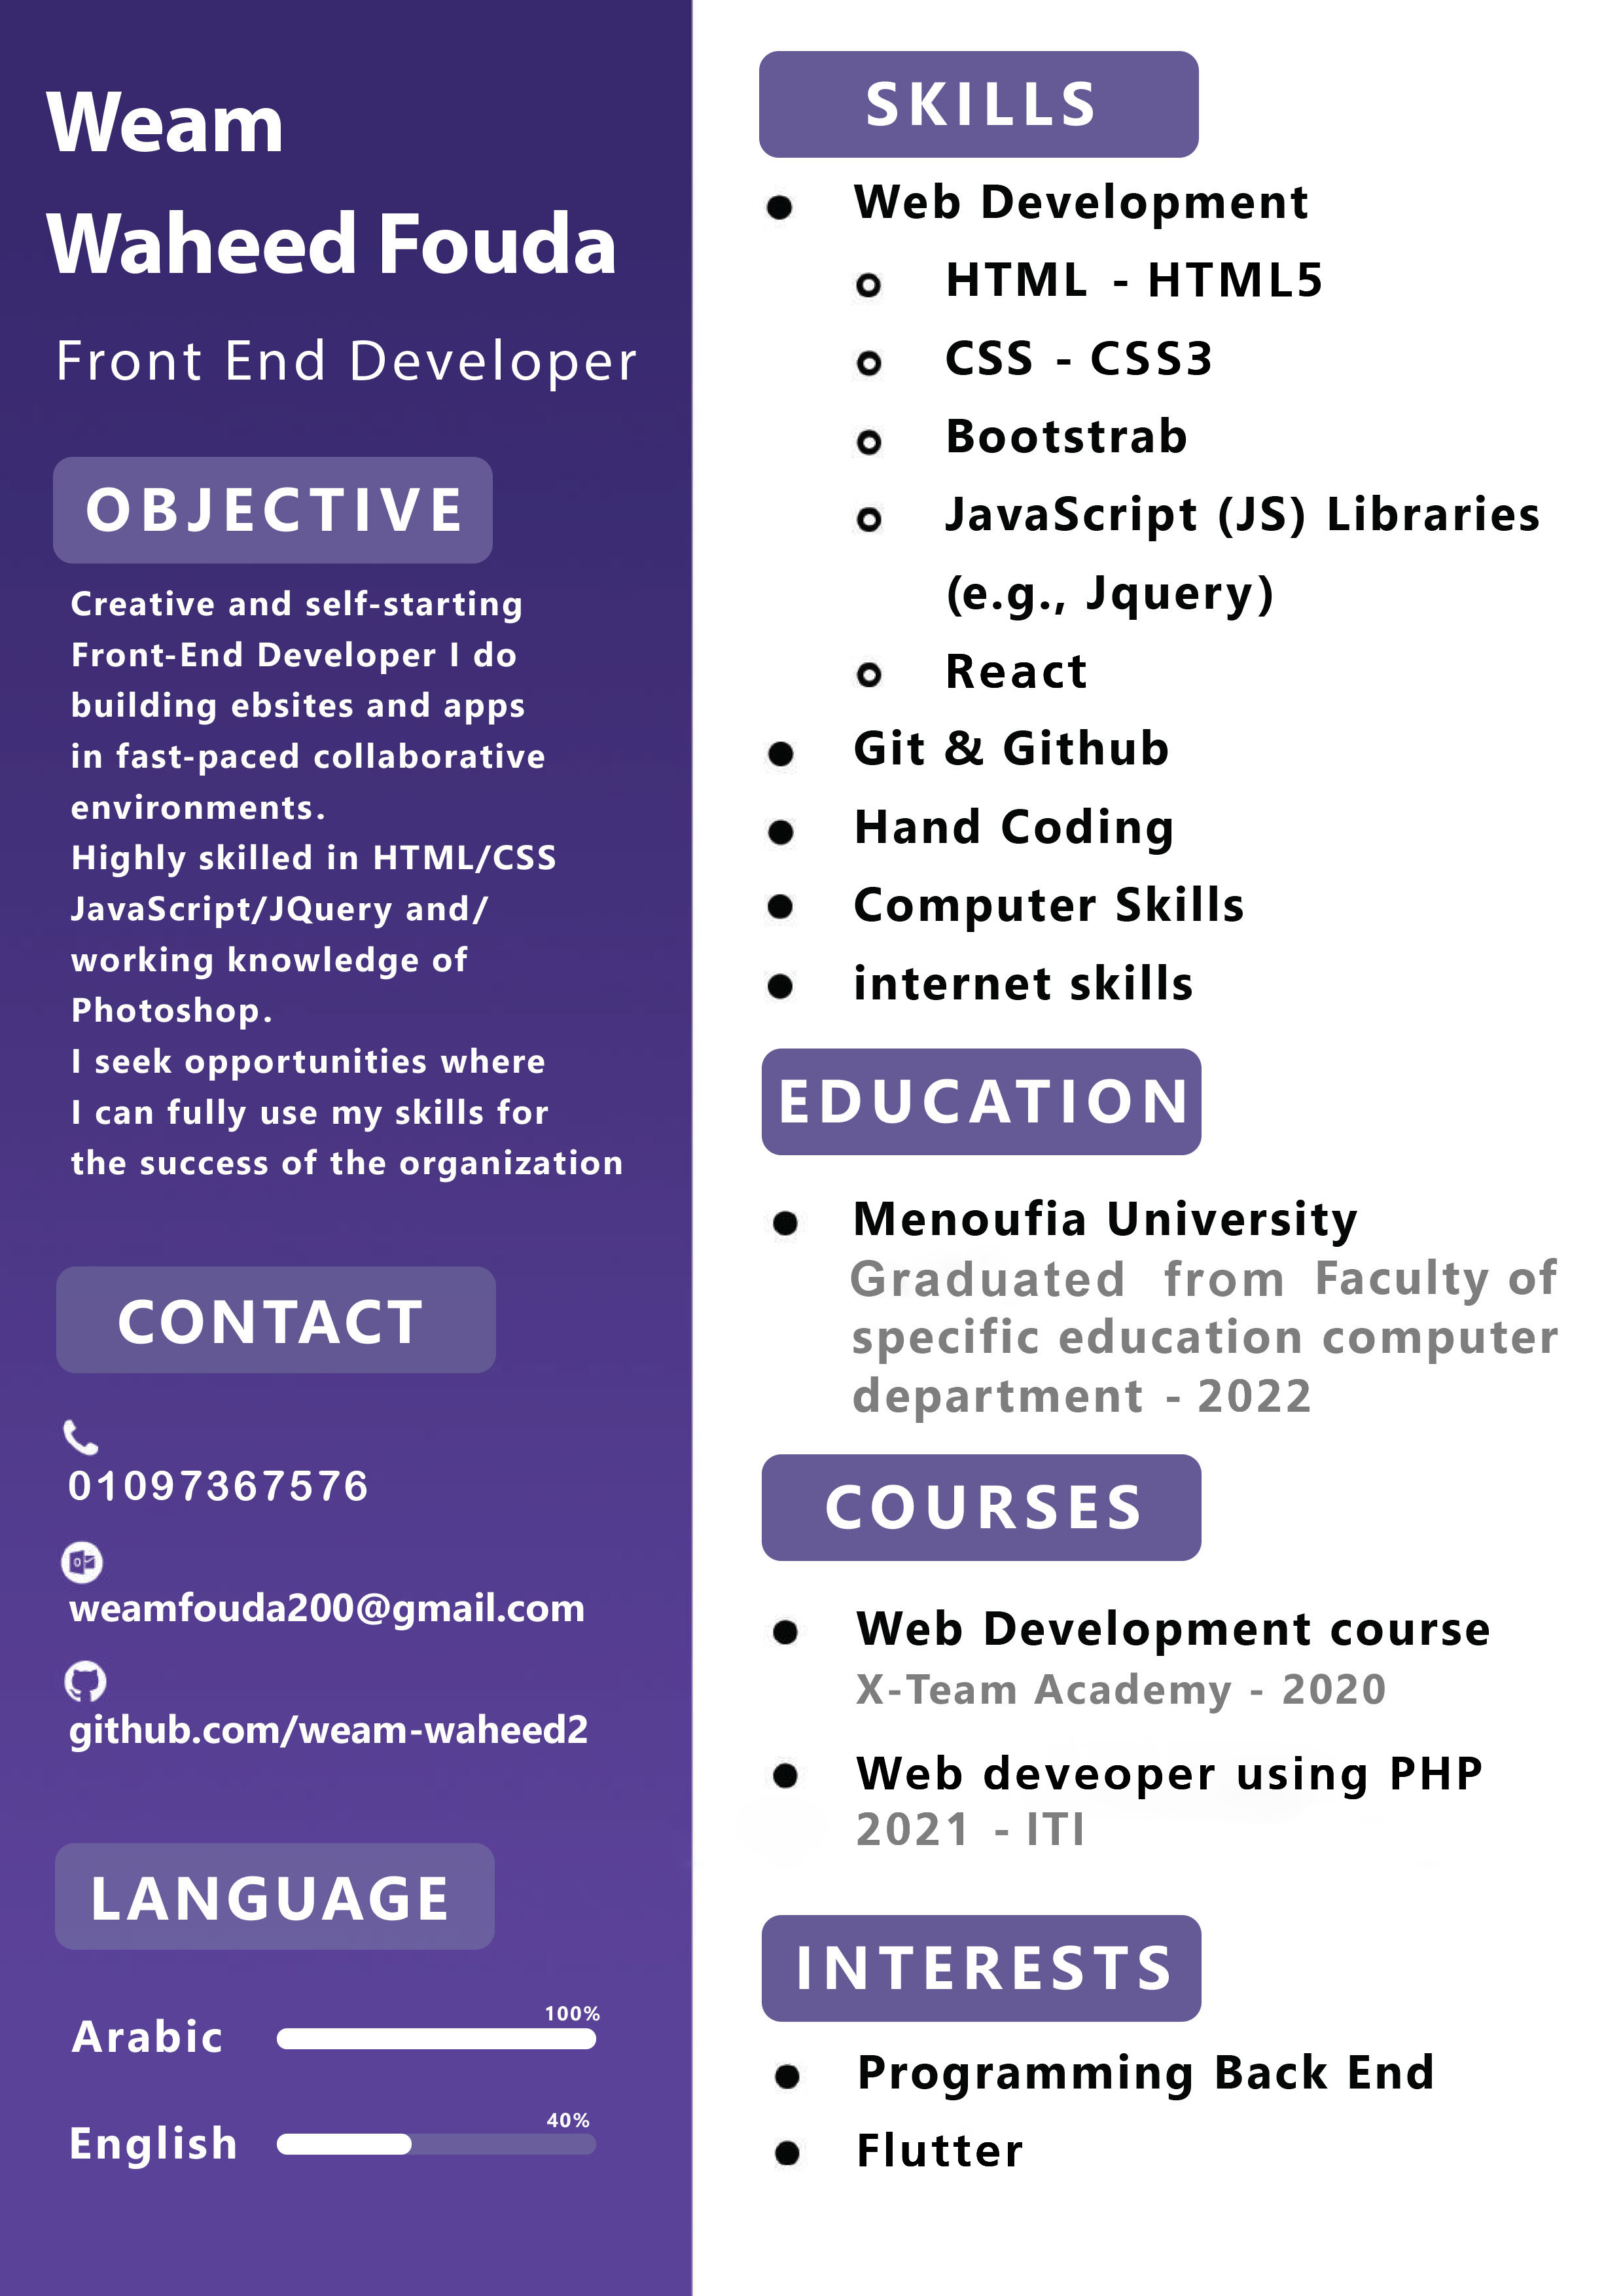 Weam
Waheed Fouda
Front End Developer
OBJECTIVE
Creative and self-starting
Front-End Developer I do
building ebsites and apps
in fast-paced collaborative
environments.
Highly skilled in HTML/CSS
JavaScript/JQuery and/
working knowledge of
Photoshop.
I seek opportunities where
I can fully use my skills for
the success of the organization
CONTACT
01097367576
weamfouda200@gmail.com
github.com/weam-waheed2
LANGUAGE
Arabic 100%
English 40%
SKILLS
Web Development
HTML - HTML5
CSS - CSS3
Bootstrab
JavaScript (JS) Libraries
(e.g., Jquery)
React
Git & Github
Hand Coding
Computer Skills
internet skills
EDUCATION
Menoufia University
Graduated from Faculty of
specific education computer
department - 2022
COURSES
Web Development course
X-Team Academy - 2020
Web deveoper using PHP
2021 - ITI
INTERESTS
Programming Back End
Flutter